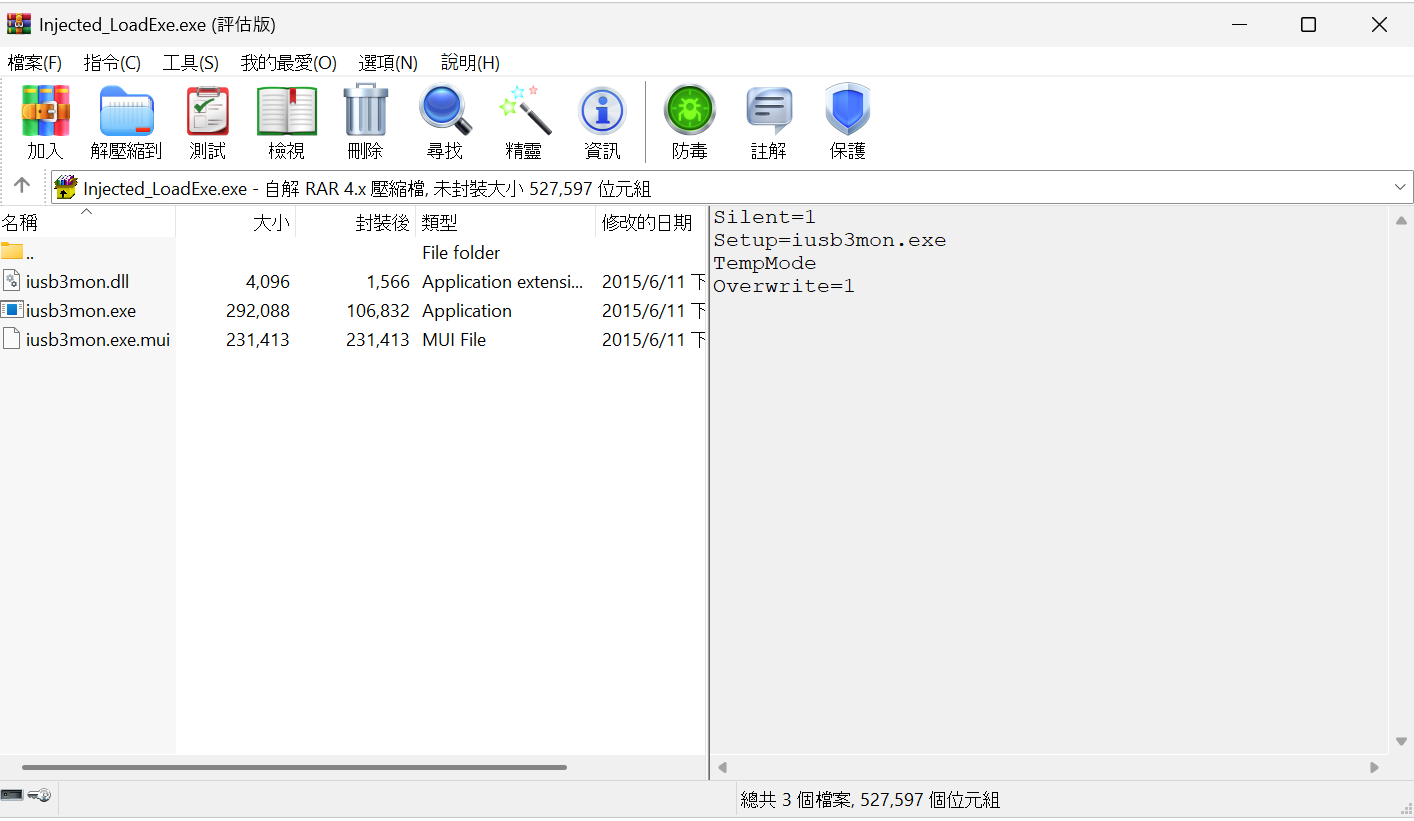 Injected_LoadExe.exe (評估版)
檔案(F) 指令(C) 工具(S) 我的最愛(O) 選項(N) 說明(H)
加入 解壓縮到 測試 檢視 刪除 尋找 精靈 資訊 防毒 註解 保護
Injected_LoadExe.exe - 自解 RAR 4.x 壓縮檔, 未封裝大小 527,597 位元組
名稱 大小 封裝後 類型 修改的日期
.. File folder
iusb3mon.dll 4,096 1,566 Application extensi... 2015/6/11 下
iusb3mon.exe 292,088 106,832 Application 2015/6/11 下
iusb3mon.exe.mui 231,413 231,413 MUI File 2015/6/11 下
Silent=1
Setup=iusb3mon.exe
TempMode
Overwrite=1
總共 3 個檔案, 527,597 個位元組